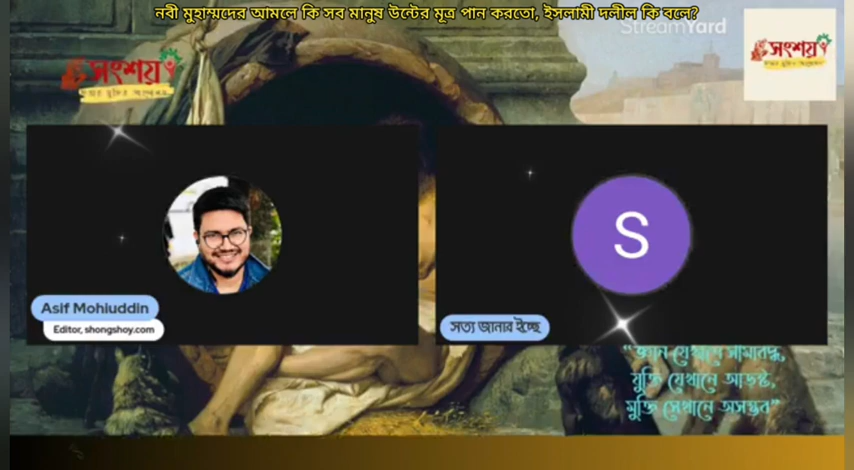 নবী মুহাম্মদের আমলে কি সব মানুষ উটের মূত্র পান করতো, ইসলামী দলীল কি বলে?
StreamYard
সংশয়
সংশয়
S
Asif Mohiuddin
Editor, shongshoy.com
সত্য জানার ইচ্ছে
"জ্ঞান যেখানে সীমাবদ্ধ,
যুক্তি যেখানে আড়ষ্ট,
মুক্তি সেখানে অসম্ভব"